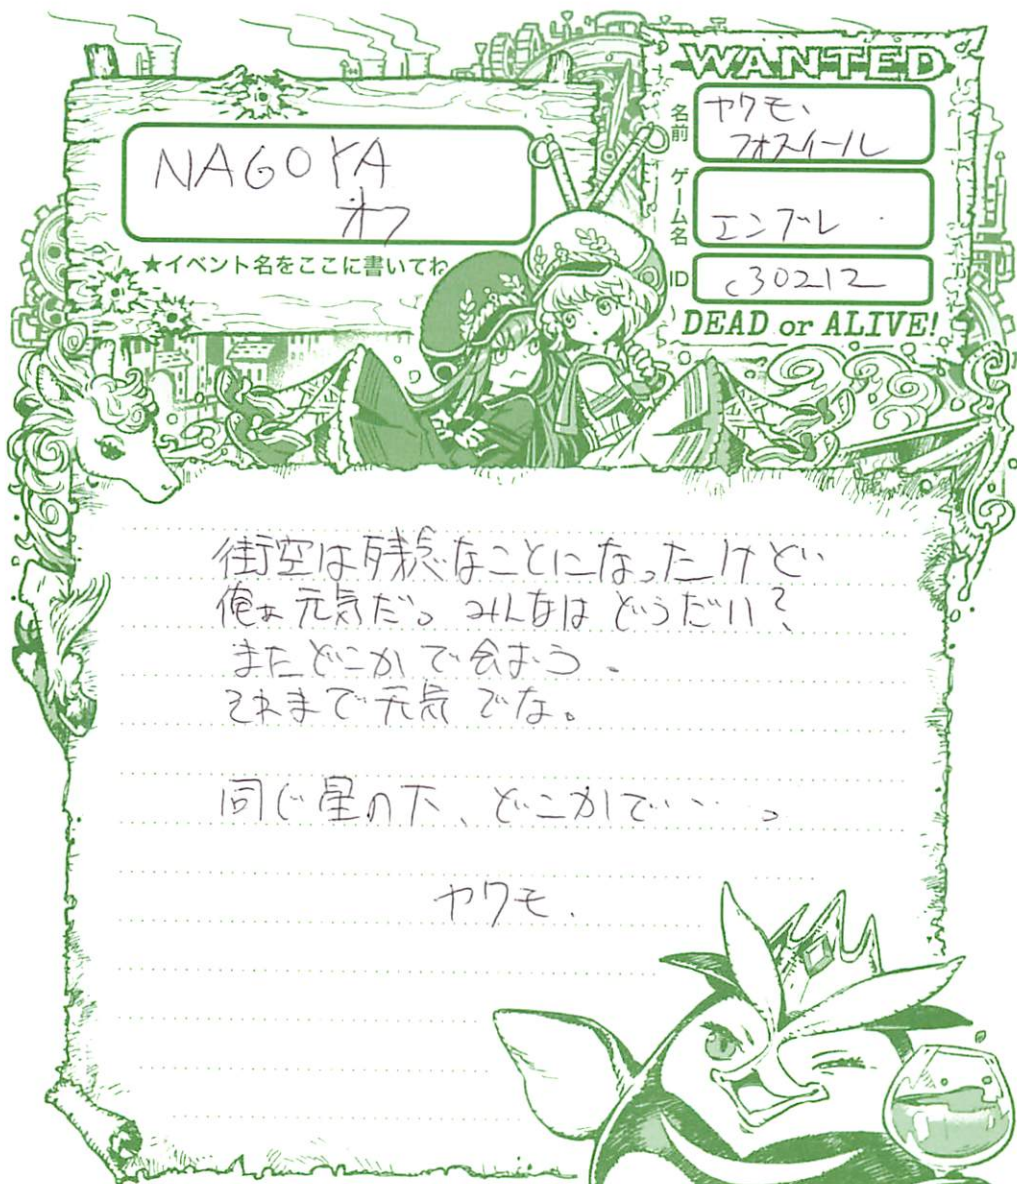 WANTED
NAGOYA
オフ
★イベント名をここに書いてね
名前
ヤワモ、
フォスイール
ゲーム名
エンブレ
ID
c30212
DEAD or ALIVE!
街空は残念なことになったけど
俺ぁ元気だ。みんなはどうだい?
またどこかで会おう。
それまで元気でな。
同じ星の下、どこかで・・・。
ヤワモ.